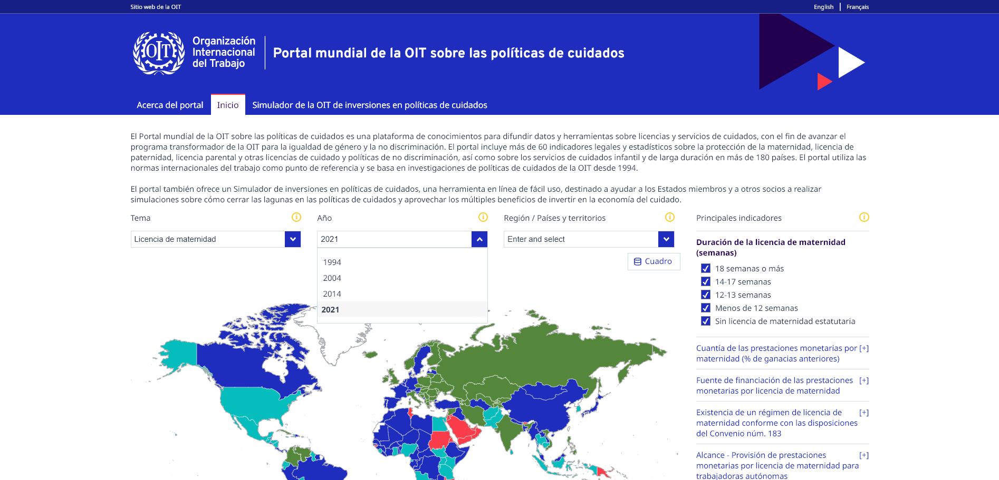 Sitio web de la OIT
English | Français
OIT
Organización
Internacional
del Trabajo
Portal mundial de la OIT sobre las políticas de cuidados
Acerca del portal
Inicio
Simulador de la OIT de inversiones en políticas de cuidados
El Portal mundial de la OIT sobre las políticas de cuidados es una plataforma de conocimientos para difundir datos y herramientas sobre licencias y servicios de cuidados, con el fin de avanzar el
programa transformador de la OIT para la igualdad de género y la no discriminación. El portal incluye más de 60 indicadores legales y estadísticos sobre la protección de la maternidad, licencia de
paternidad, licencia parental y otras licencias de cuidado y políticas de no discriminación, así como sobre los servicios de cuidados infantil y de larga duración en más de 180 países. El portal utiliza las
normas internacionales del trabajo como punto de referencia y se basa en investigaciones de políticas de cuidados de la OIT desde 1994.
El portal también ofrece un Simulador de inversiones en políticas de cuidados, una herramienta en línea de fácil uso, destinado a ayudar a los Estados miembros y a otros socios a realizar
simulaciones sobre cómo cerrar las lagunas en las políticas de cuidados y aprovechar los múltiples beneficios de invertir en la economía del cuidado.
Tema
Licencia de maternidad
Año
2021
1994
2004
2014
2021
Región / Países y territorios
Enter and select
Cuadro
Principales indicadores
Duración de la licencia de maternidad
(semanas)
18 semanas o más
14-17 semanas
12-13 semanas
Menos de 12 semanas
Sin licencia de maternidad estatutaria
Cuantía de las prestaciones monetarias por [+]
maternidad (% de ganacias anteriores)
Fuente de financiación de las prestaciones [+]
monetarias por licencia de maternidad
Existencia de un régimen de licencia de [+]
maternidad conforme con las disposiciones
del Convenio núm. 183
Alcance - Provisión de prestaciones [+]
monetarias por licencia de maternidad para
trabajadoras autónomas